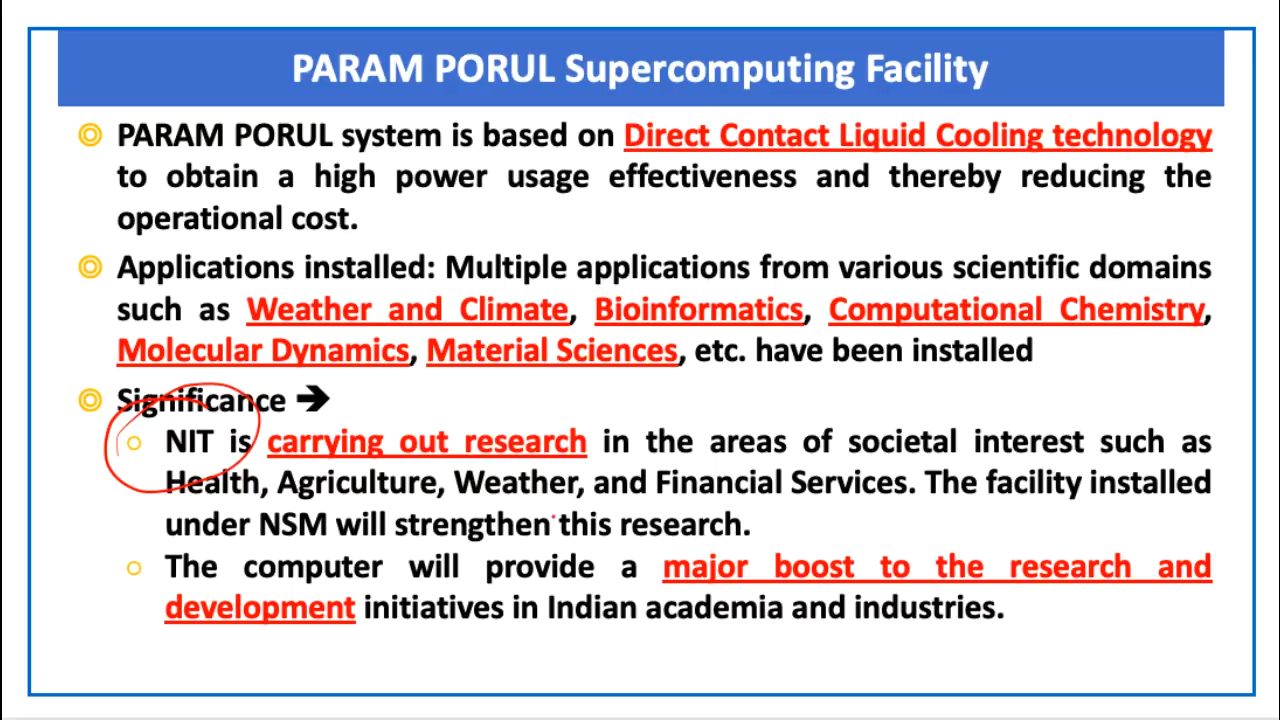 PARAM PORUL Supercomputing Facility
PARAM PORUL system is based on Direct Contact Liquid Cooling technology
to obtain a high power usage effectiveness and thereby reducing the
operational cost.
Applications installed: Multiple applications from various scientific domains
such as Weather and Climate, Bioinformatics, Computational Chemistry,
Molecular Dynamics, Material Sciences, etc. have been installed
Significance ➔
NIT is carrying out research in the areas of societal interest such as
Health, Agriculture, Weather, and Financial Services. The facility installed
under NSM will strengthen this research.
The computer will provide a major boost to the research and
development initiatives in Indian academia and industries.